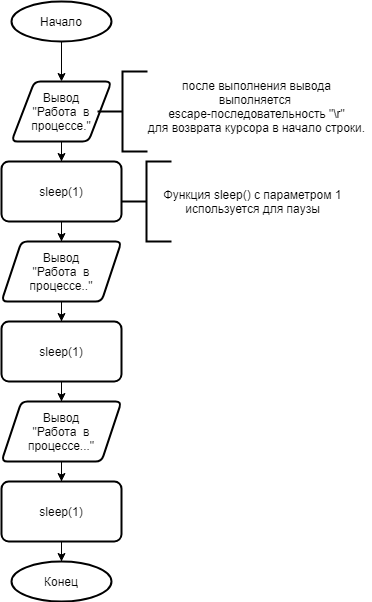 Начало
Вывод
"Работа в
процессе."
после выполнения вывода
выполняется
escape-последовательность "\r"
для возврата курсора в начало строки.
sleep(1)
Функция sleep() с параметром 1
используется для паузы
Вывод
"Работа в
процессе.."
sleep(1)
Вывод
"Работа в
процессе..."
sleep(1)
Конец